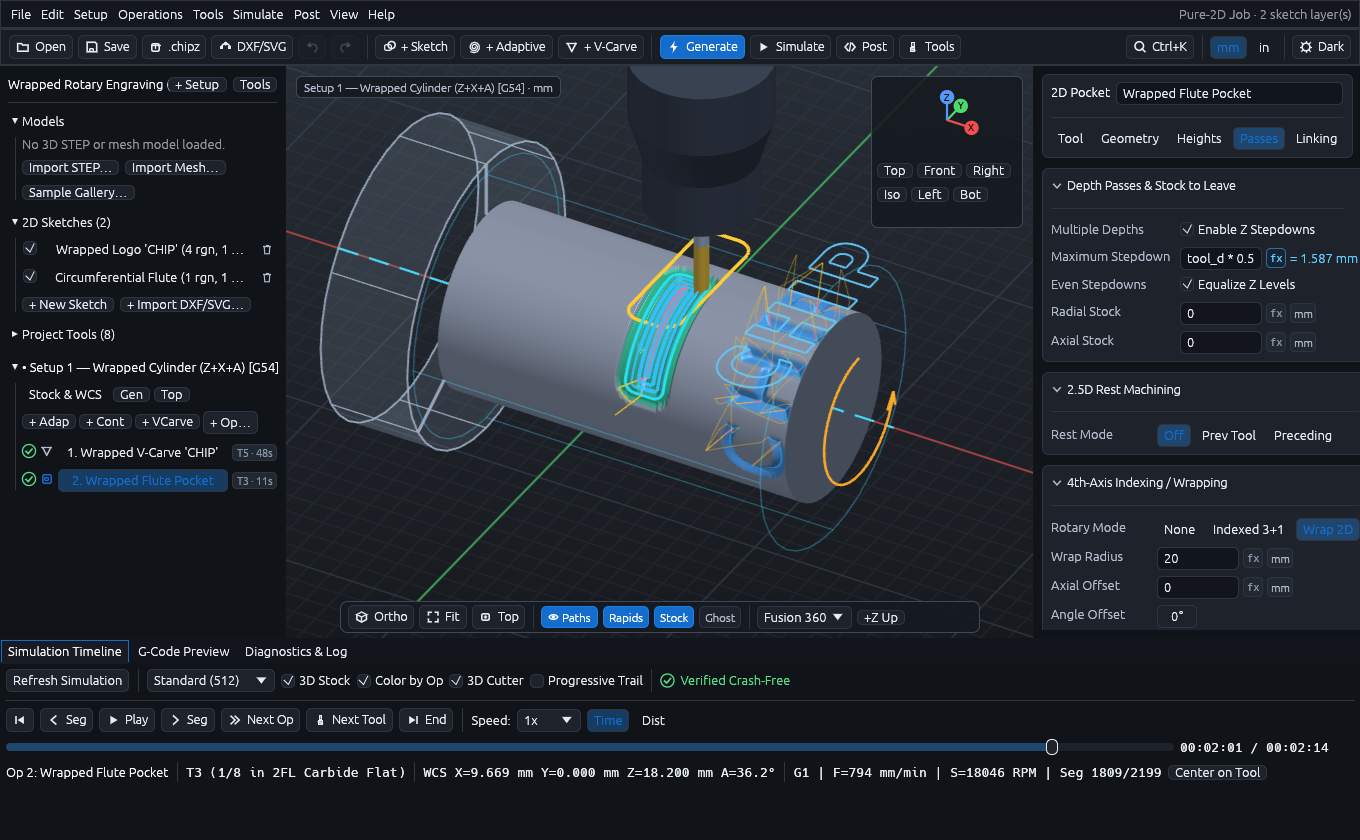 File Edit Setup Operations Tools Simulate Post View Help
Pure-2D Job · 2 sketch layer(s)
Open Save .chipz DXF/SVG + Sketch + Adaptive + V-Carve Generate Simulate Post Tools Ctrl+K mm in Dark
Wrapped Rotary Engraving ( + Setup Tools
Models
No 3D STEP or mesh model loaded.
Import STEP... Import Mesh...
Sample Gallery...
2D Sketches (2)
Wrapped Logo 'CHIP' (4 rgn, 1 ...
Circumferential Flute (1 rgn, 1 ...
+ New Sketch + Import DXF/SVG...
Project Tools (8)
• Setup 1 — Wrapped Cylinder (Z+X+A) [G54]
Stock & WCS Gen Top
+ Adap + Cont + VCarve + Op...
1. Wrapped V-Carve 'CHIP' T5 · 48s
2. Wrapped Flute Pocket T3 · 11s
Setup 1 — Wrapped Cylinder (Z+X+A) [G54] · mm
Z
Y
X
Top Front Right
Iso Left Bot
CHIP
Ortho Fit Top Paths Rapids Stock Ghost Fusion 360 +Z Up
2D Pocket Wrapped Flute Pocket
Tool Geometry Heights Passes Linking
Depth Passes & Stock to Leave
Multiple Depths Enable Z Stepdowns
Maximum Stepdown tool_d * 0.5 fx = 1.587 mm
Even Stepdowns Equalize Z Levels
Radial Stock 0 fx mm
Axial Stock 0 fx mm
2.5D Rest Machining
Rest Mode Off Prev Tool Preceding
4th-Axis Indexing / Wrapping
Rotary Mode None Indexed 3+1 Wrap 2D
Wrap Radius 20 fx mm
Axial Offset 0 fx mm
Angle Offset 0°
Simulation Timeline G-Code Preview Diagnostics & Log
Refresh Simulation Standard (512) 3D Stock Color by Op 3D Cutter Progressive Trail Verified Crash-Free
Seg Play Seg Next Op Next Tool End Speed: 1x Time Dist
00:02:01 / 00:02:14
Op 2: Wrapped Flute Pocket T3 (1/8 in 2FL Carbide Flat) WCS X=9.669 mm Y=0.000 mm Z=18.200 mm A=36.2° G1 | F=794 mm/min | S=18046 RPM | Seg 1809/2199 Center on Tool